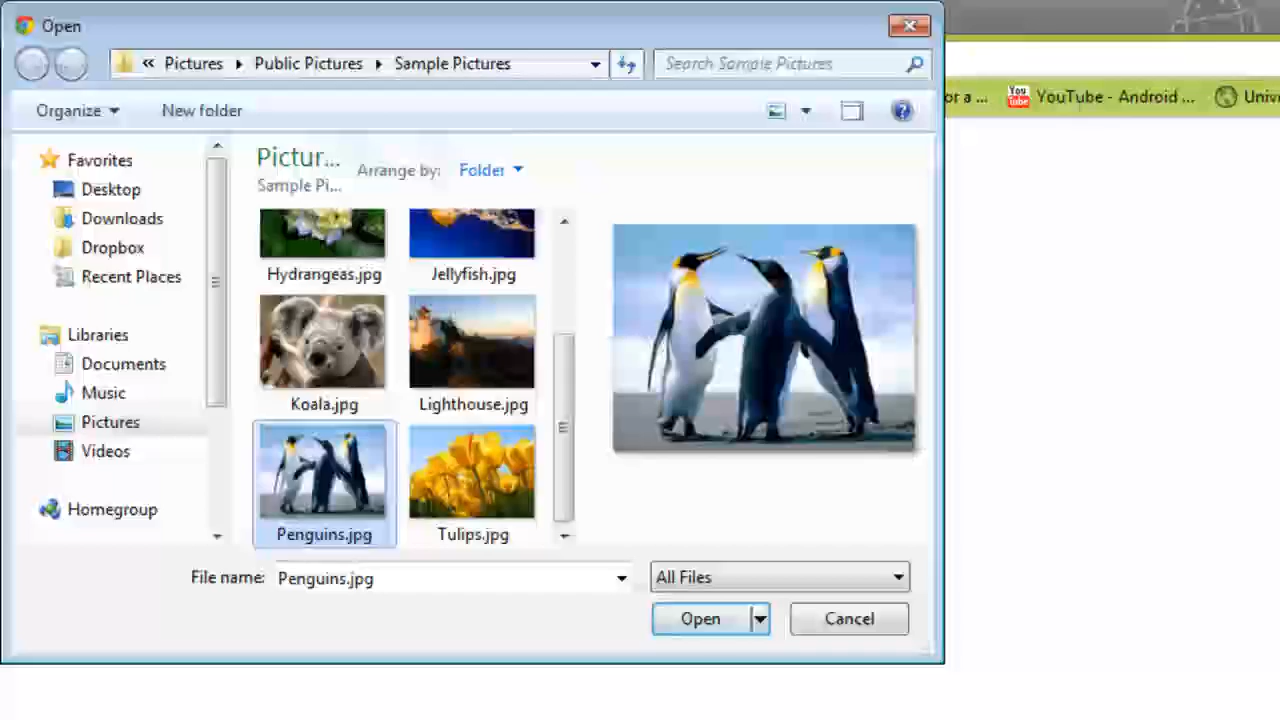 Open
« Pictures Public Pictures Sample Pictures
Search Sample Pictures
or a ...
You Tube
YouTube - Android ...
Univ
Organize
New folder
Favorites
Desktop
Downloads
Dropbox
Recent Places
Libraries
Documents
Music
Pictures
Videos
Homegroup
Pictur...
Sample Pi...
Arrange by:
Folder
Hydrangeas.jpg
Jellyfish.jpg
Koala.jpg
Lighthouse.jpg
Penguins.jpg
Tulips.jpg
File name:
Penguins.jpg
All Files
Open
Cancel